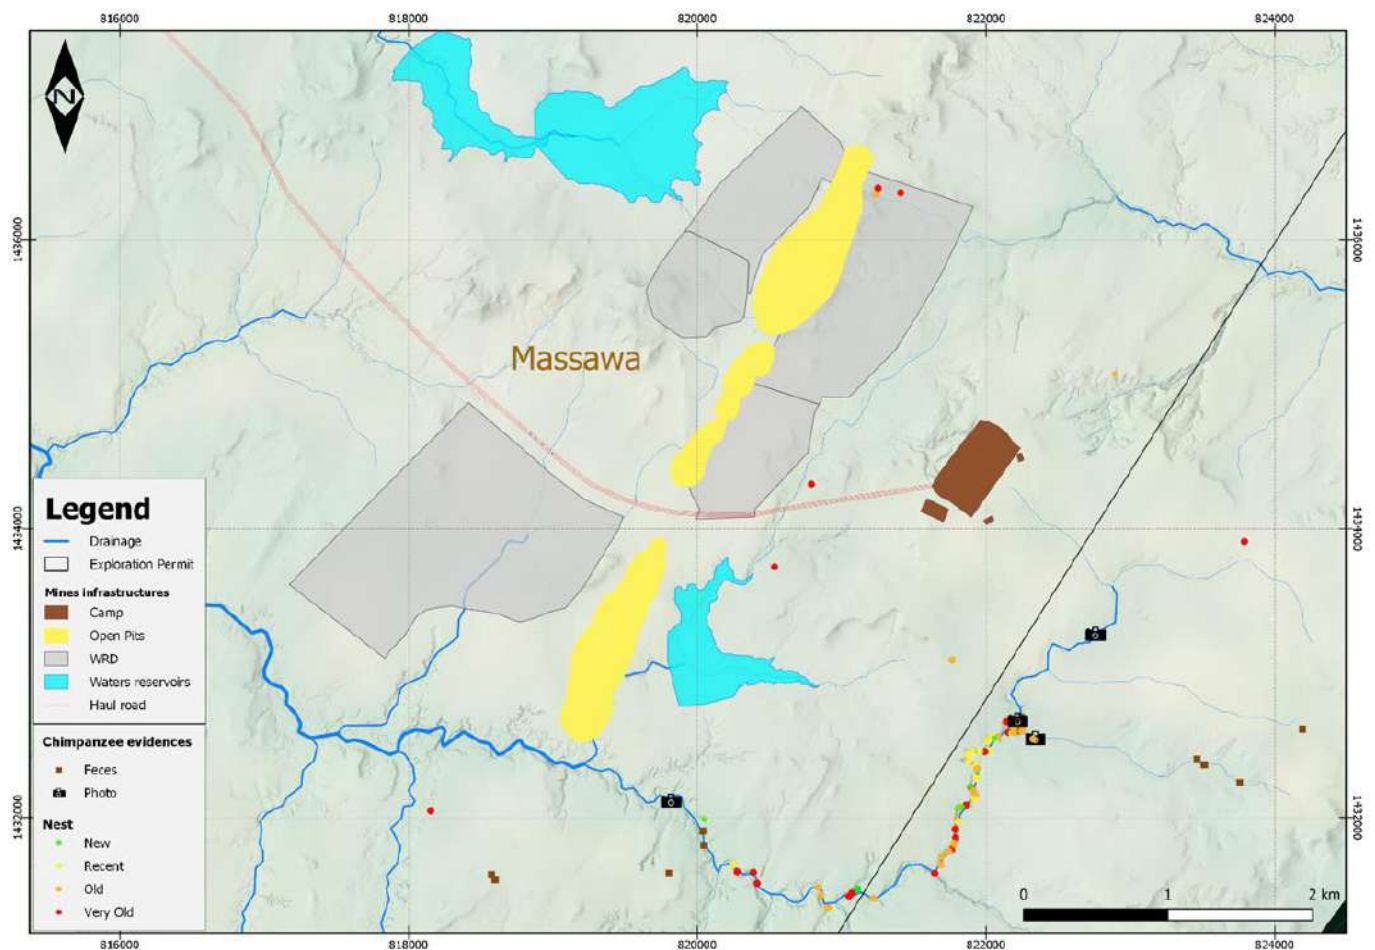 816000 818000 820000 822000 824000
N
1436000 1436000
Massawa
1434000 1434000
1432000 1432000
Legend
Drainage
Exploration Permit
Mines infrastructures
Camp
Open Pits
WRD
Waters reservoirs
Haul road
Chimpanzee evidences
Feces
Photo
Nest
New
Recent
Old
Very Old
0 1 2 km
816000 818000 820000 822000 824000